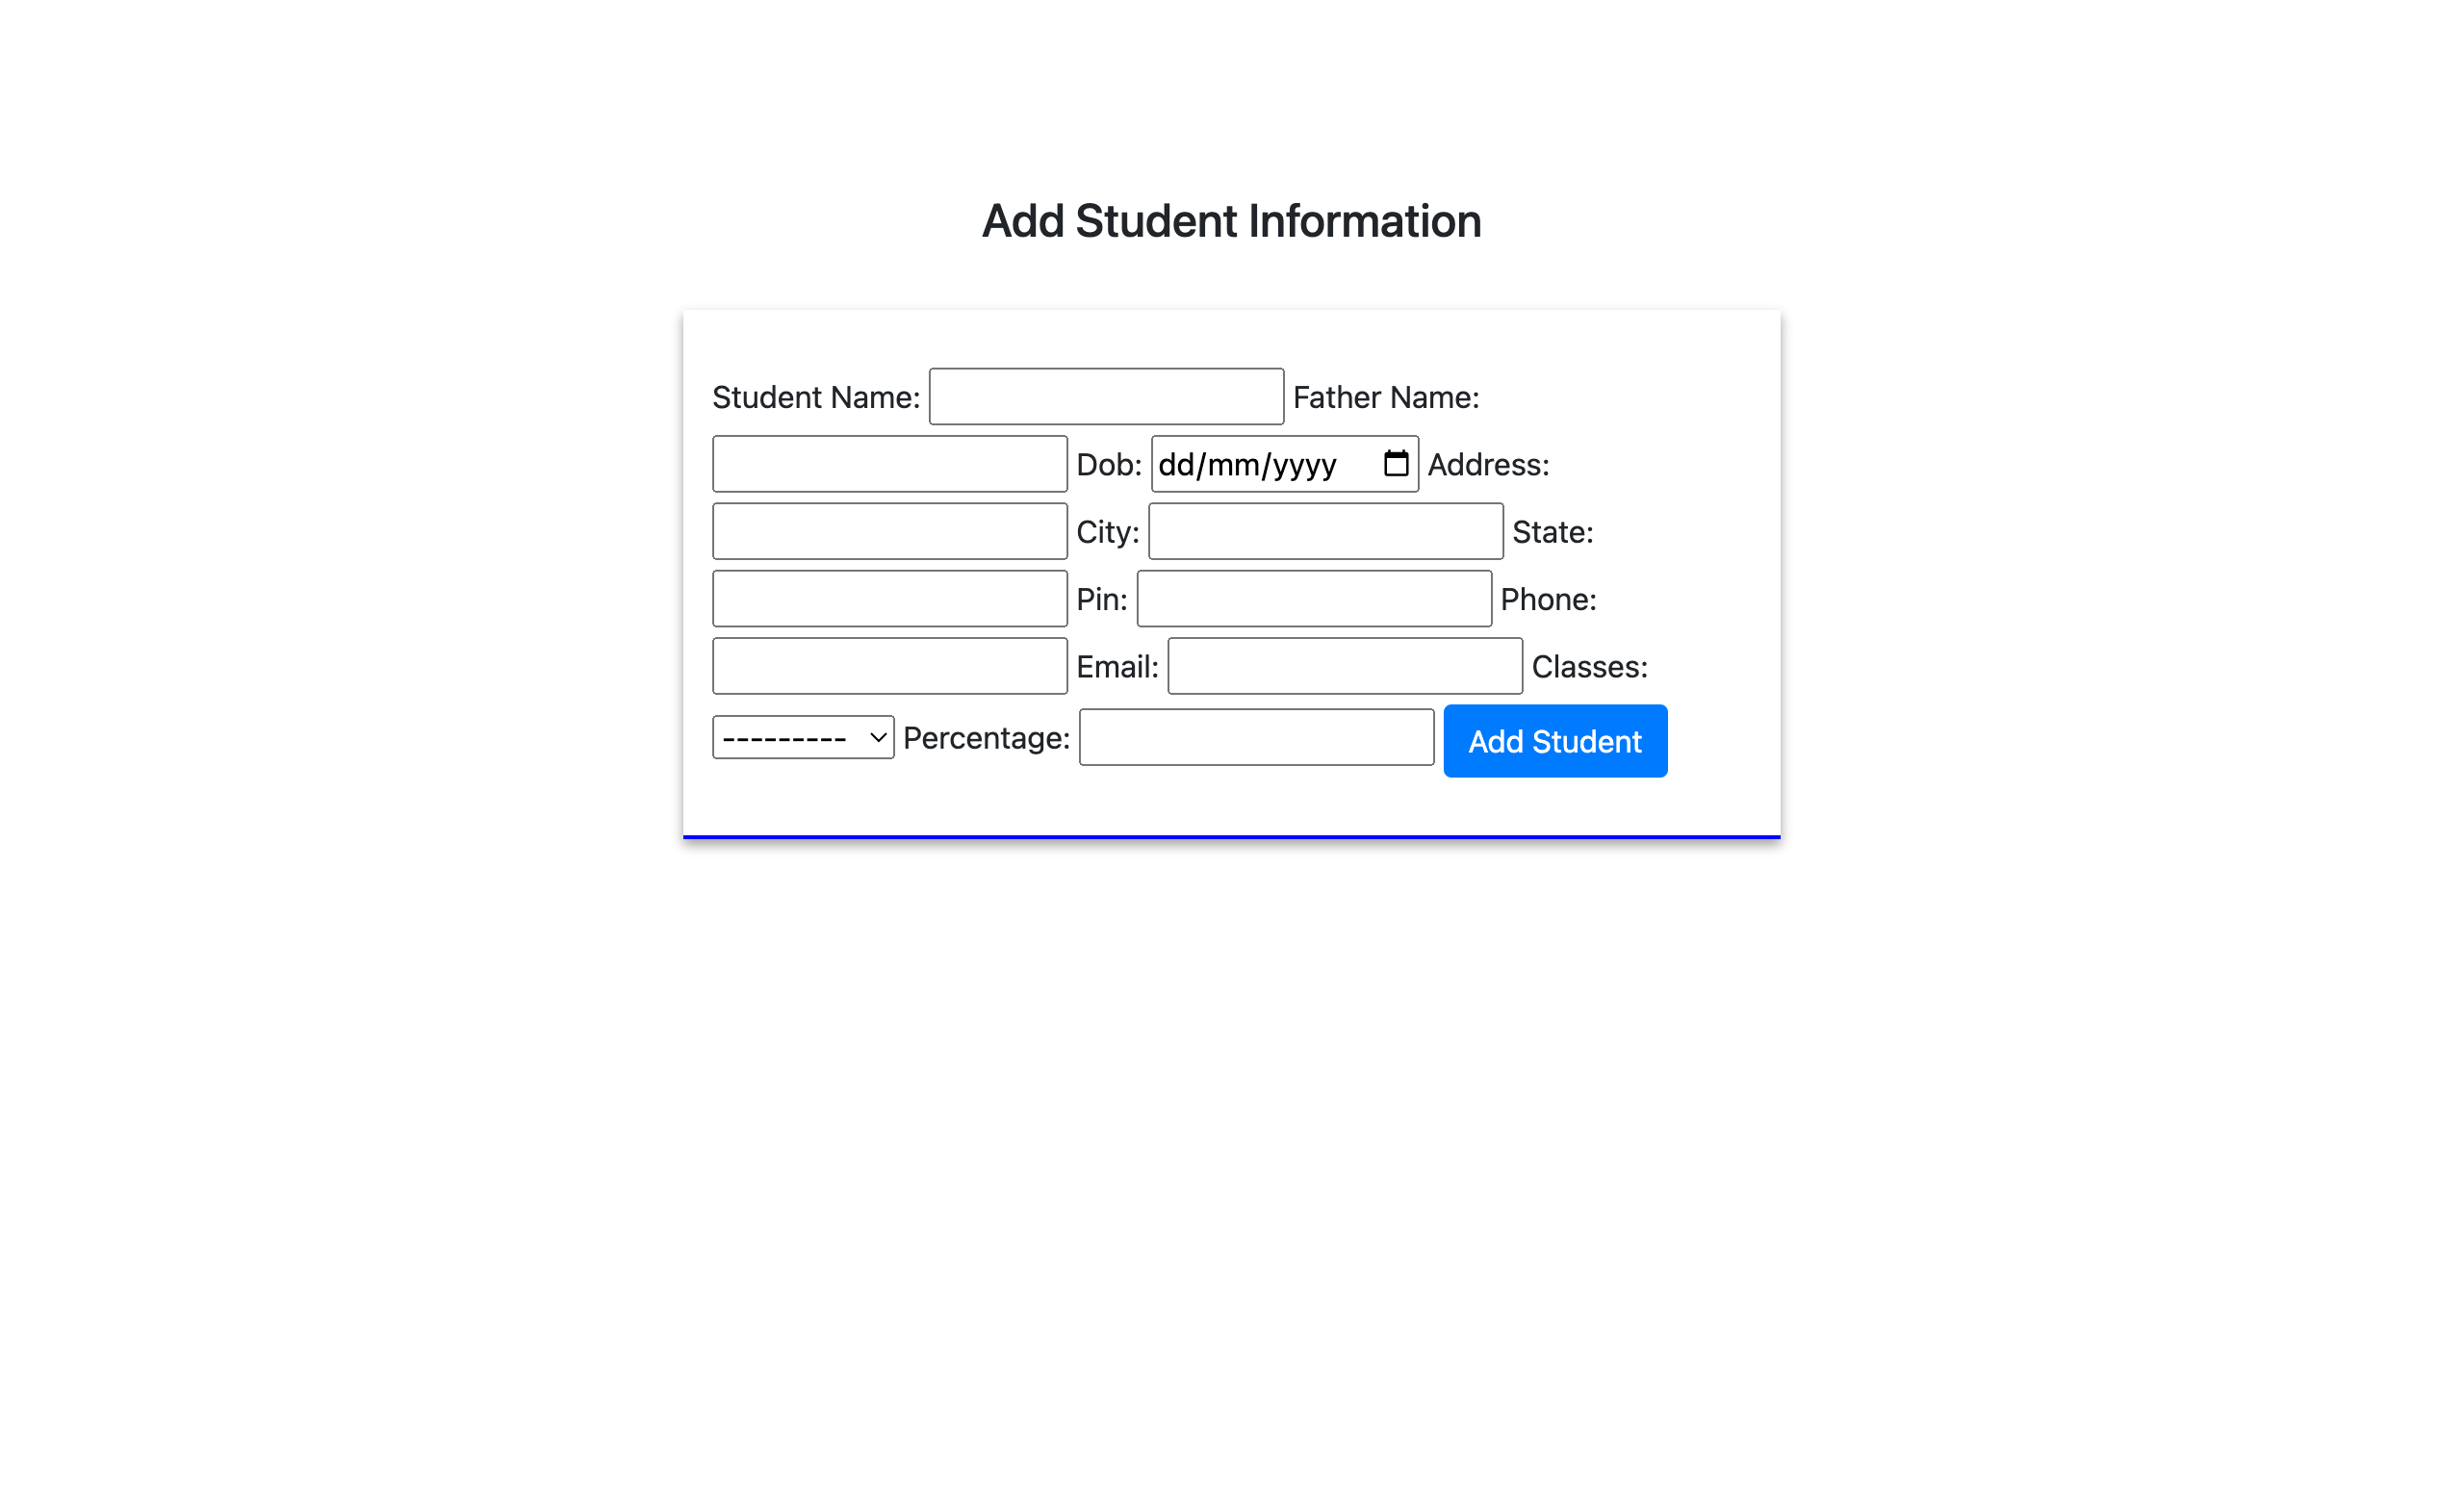 Add Student Information
Student Name: Father Name:
Dob: dd/mm/yyyy Address:
City: State:
Pin: Phone:
Email: Classes:
--------- Percentage: Add Student